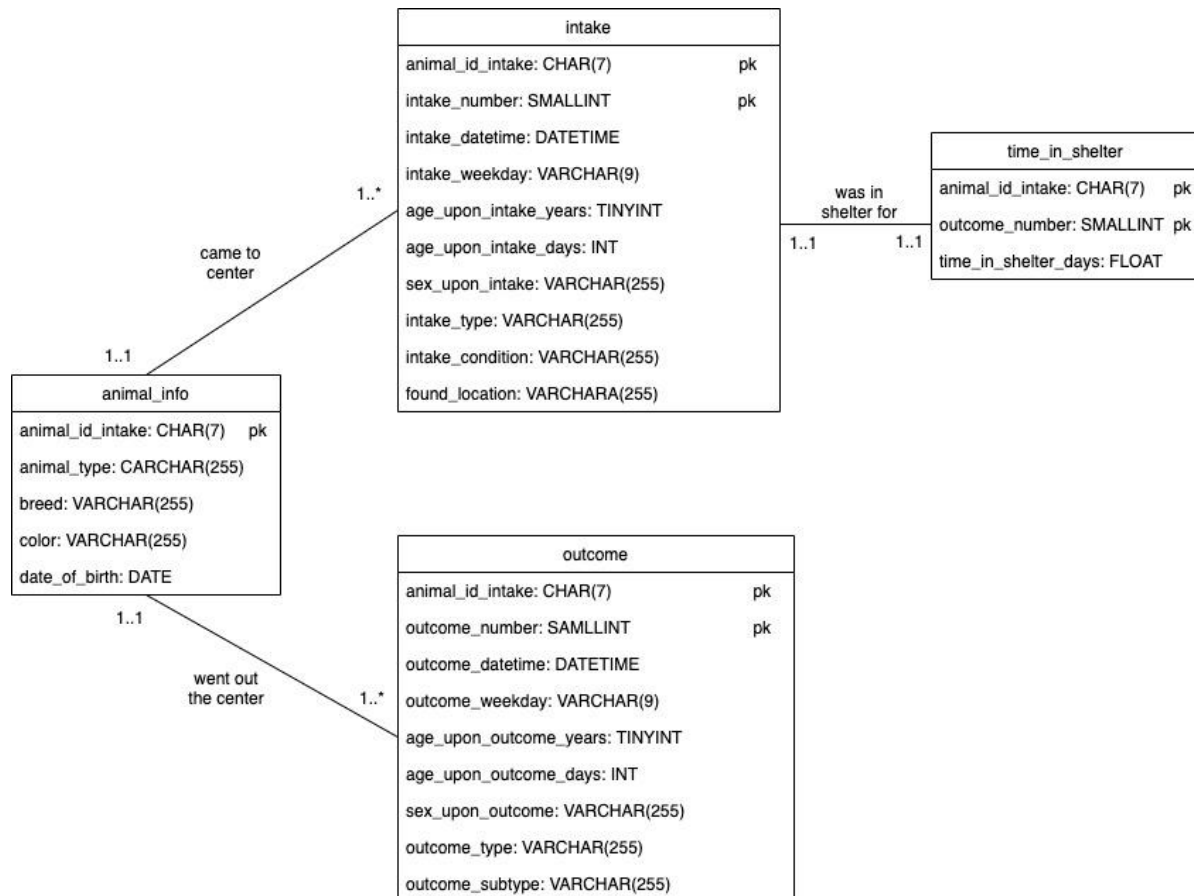 intake
animal_id_intake: CHAR(7) pk
intake_number: SMALLINT pk
intake_datetime: DATETIME
intake_weekday: VARCHAR(9)
age_upon_intake_years: TINYINT
age_upon_intake_days: INT
sex_upon_intake: VARCHAR(255)
intake_type: VARCHAR(255)
intake_condition: VARCHAR(255)
found_location: VARCHARA(255)
time_in_shelter
animal_id_intake: CHAR(7) pk
outcome_number: SMALLINT pk
time_in_shelter_days: FLOAT
was in
shelter for
1..1
1..1
1..*
came to
center
1..1
animal_info
animal_id_intake: CHAR(7) pk
animal_type: CARCHAR(255)
breed: VARCHAR(255)
color: VARCHAR(255)
date_of_birth: DATE
1..1
went out
the center
1..*
outcome
animal_id_intake: CHAR(7) pk
outcome_number: SAMLLINT pk
outcome_datetime: DATETIME
outcome_weekday: VARCHAR(9)
age_upon_outcome_years: TINYINT
age_upon_outcome_days: INT
sex_upon_outcome: VARCHAR(255)
outcome_type: VARCHAR(255)
outcome_subtype: VARCHAR(255)